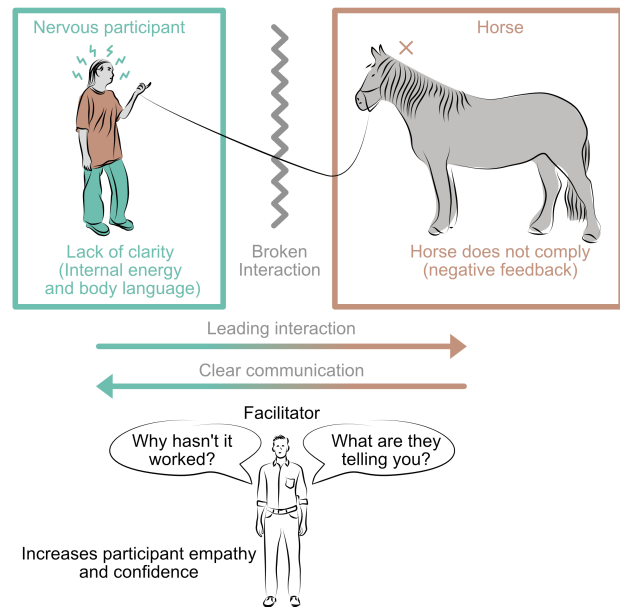 Nervous participant
Horse
Lack of clarity
(Internal energy
and body language)
Broken
Interaction
Horse does not comply
(negative feedback)
Leading interaction
Clear communication
Facilitator
Why hasn't it
worked?
What are they
telling you?
Increases participant empathy
and confidence